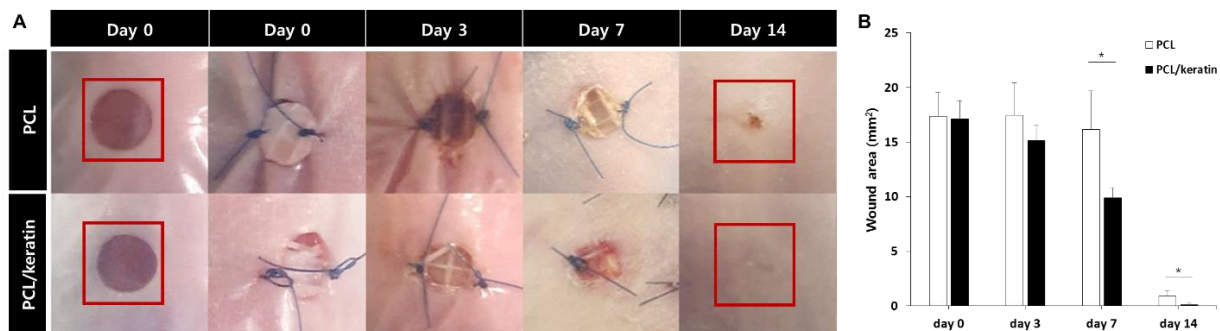 A
Day 0 Day 0 Day 3 Day 7 Day 14
PCL
PCL/keratin
B
Wound area (mm²)
25
20
15
10
5
0
PCL
PCL/keratin
*
*
day 0 day 3 day 7 day 14